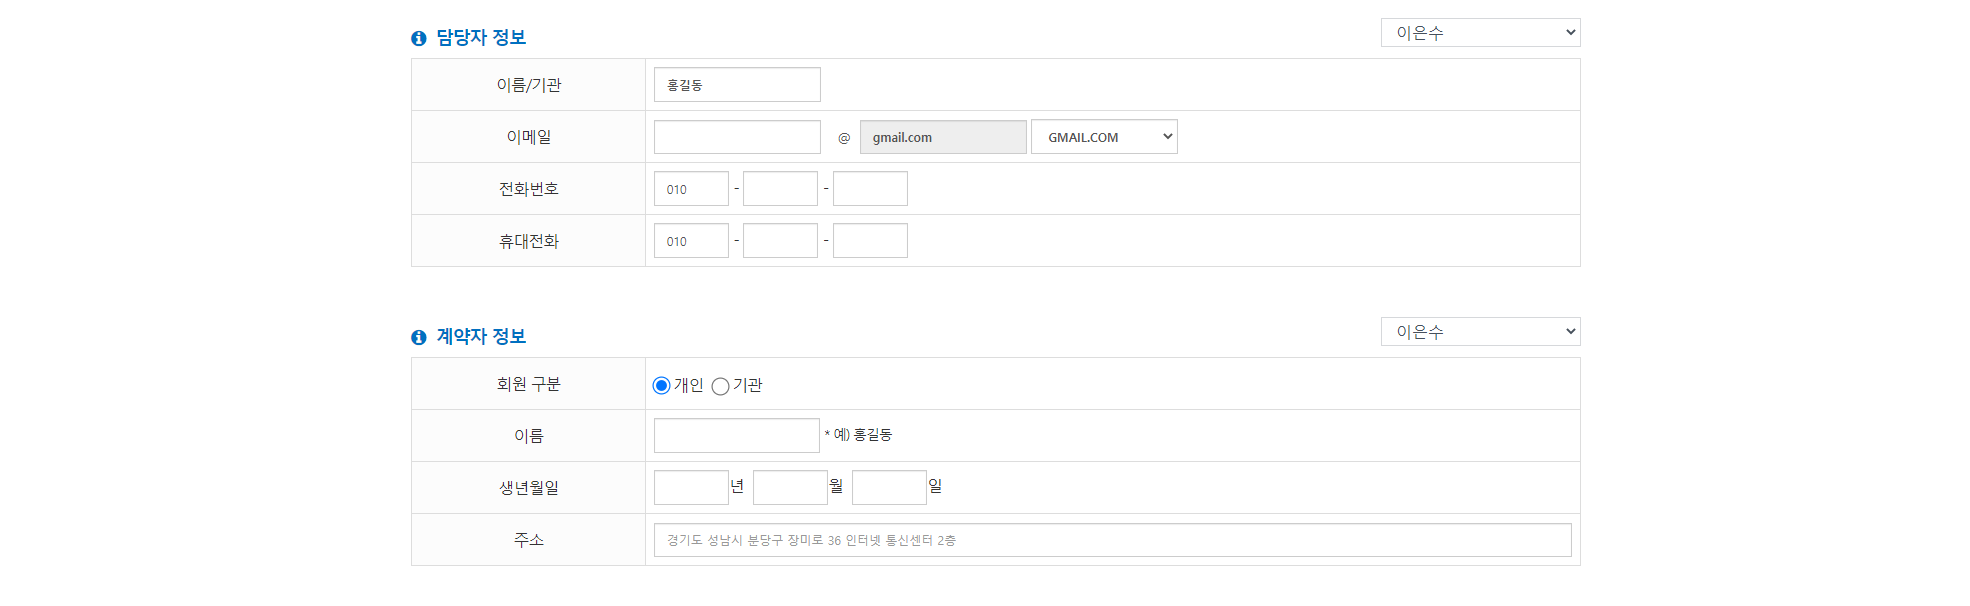 담당자 정보
이은수
이름/기관 홍길동
이메일 @ gmail.com GMAIL.COM
전화번호 010 - -
휴대전화 010 - -
계약자 정보
이은수
회원 구분 개인 기관
이름 * 예) 홍길동
생년월일 년 월 일
주소 경기도 성남시 분당구 장미로 36 인터넷 통신센터 2층